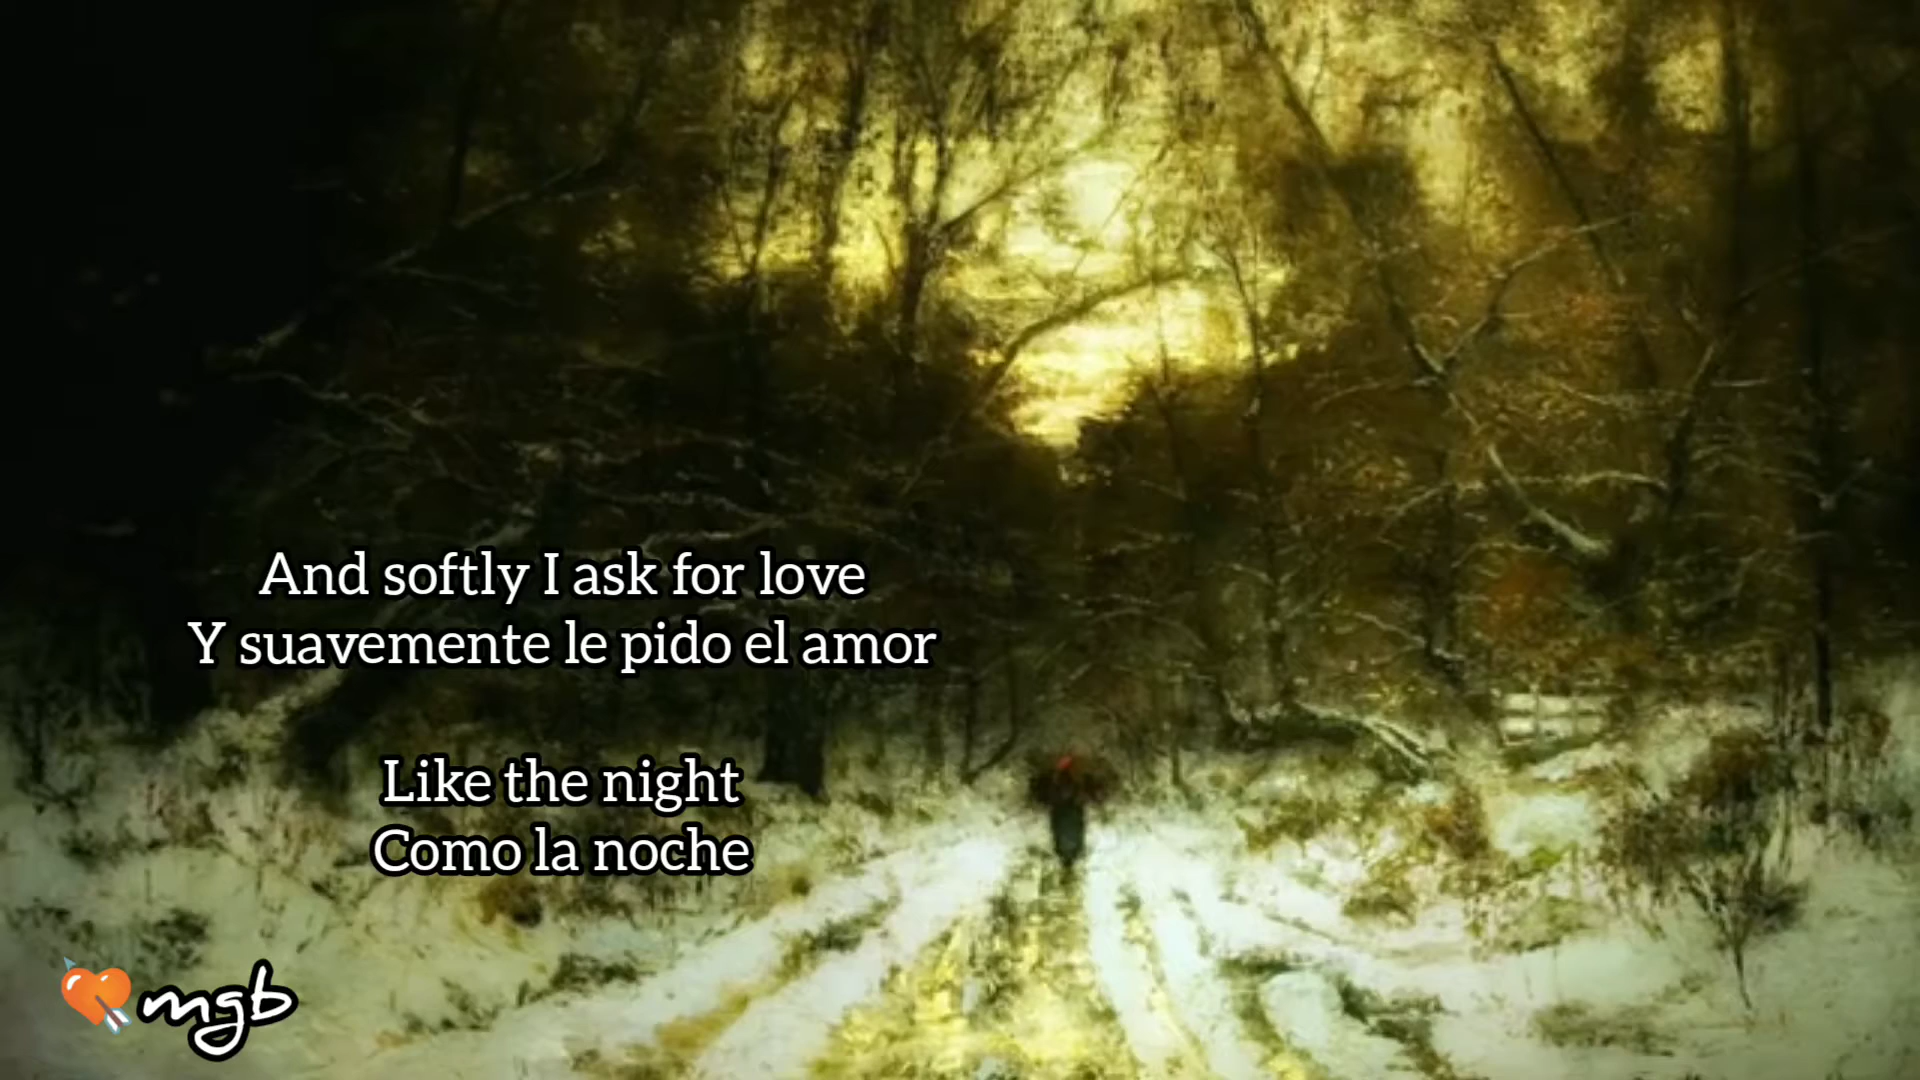 And softly I ask for love
Y suavemente le pido el amor
Like the night
Como la noche
mgb